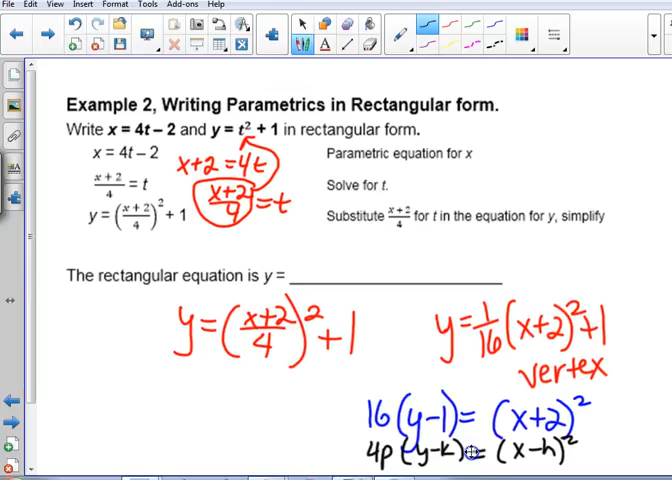 View Insert Format Tools Add-ons Help
Example 2, Writing Parametrics in Rectangular form.
Write x = 4t – 2 and y = t² + 1 in rectangular form.
x = 4t – 2
x+2 = 4t
Parametric equation for x
(x + 2)/4 = t
(x+2)/4 = t
Solve for t.
y = ((x + 2)/4)² + 1
Substitute (x + 2)/4 for t in the equation for y, simplify
The rectangular equation is y = ____________________
y = ((x+2)/4)² + 1
y = 1/16 (x+2)² + 1
vertex
16(y-1) = (x+2)²
4p(y-k) = (x-h)²